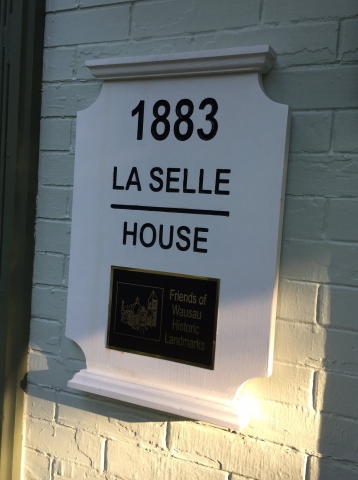 1883
LA SELLE
HOUSE
Friends of
Wausau
Historic
Landmarks